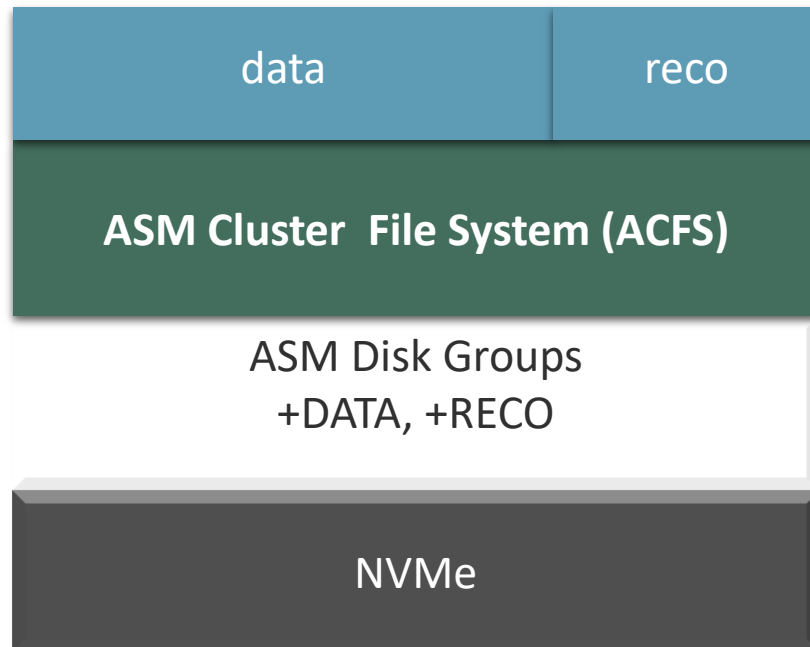 data
reco
ASM Cluster File System (ACFS)
ASM Disk Groups
+DATA, +RECO
NVMe